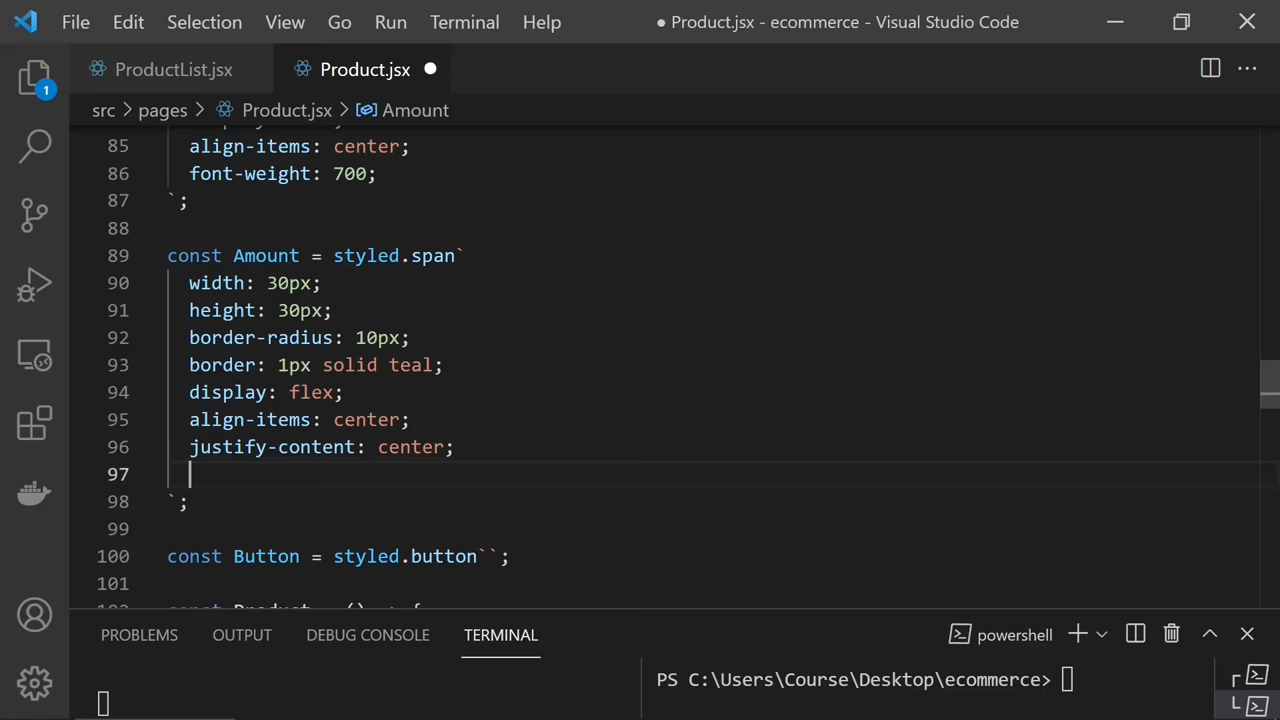 File Edit Selection View Go Run Terminal Help ● Product.jsx - ecommerce - Visual Studio Code
ProductList.jsx Product.jsx
src > pages > Product.jsx > Amount
85 align-items: center;
86 font-weight: 700;
87 `;
88
89 const Amount = styled.span`
90 width: 30px;
91 height: 30px;
92 border-radius: 10px;
93 border: 1px solid teal;
94 display: flex;
95 align-items: center;
96 justify-content: center;
97
98 `;
99
100 const Button = styled.button``;
101
1
PROBLEMS OUTPUT DEBUG CONSOLE TERMINAL powershell
PS C:\Users\Course\Desktop\ecommerce>